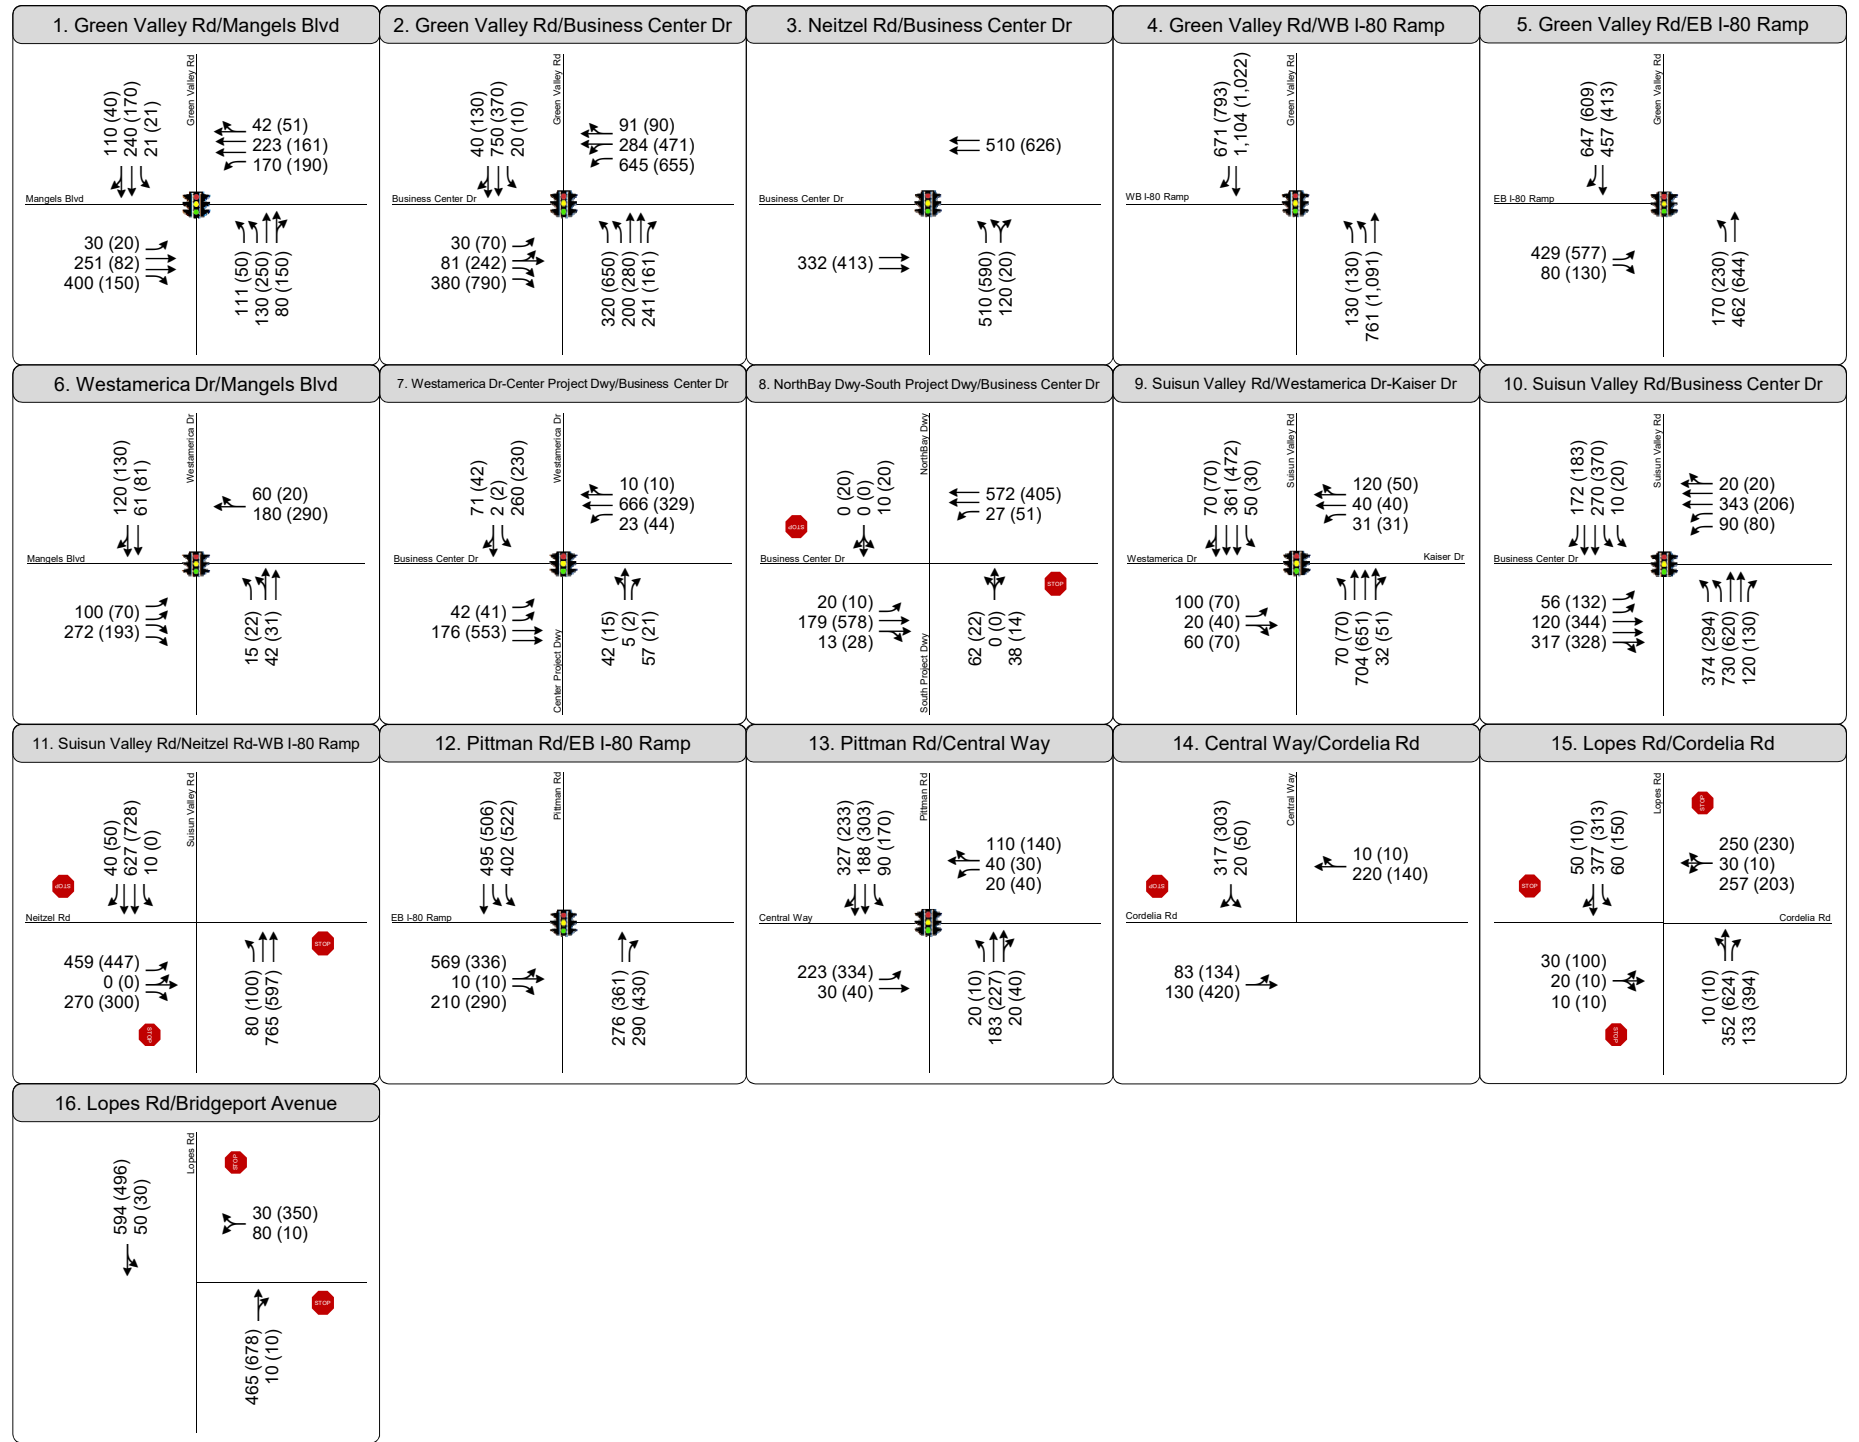 1. Green Valley Rd/Mangels Blvd
Green Valley Rd
110 (40)
240 (170)
21 (21)
42 (51)
223 (161)
170 (190)
Mangels Blvd
30 (20)
251 (82)
400 (150)
111 (50)
130 (250)
80 (150)
2. Green Valley Rd/Business Center Dr
Green Valley Rd
40 (130)
750 (370)
20 (10)
91 (90)
284 (471)
645 (655)
Business Center Dr
30 (70)
81 (242)
380 (790)
320 (650)
200 (280)
241 (161)
3. Neitzel Rd/Business Center Dr
510 (626)
Business Center Dr
332 (413)
510 (590)
120 (20)
4. Green Valley Rd/WB I-80 Ramp
Green Valley Rd
671 (793)
1,104 (1,022)
WB I-80 Ramp
130 (130)
761 (1,091)
5. Green Valley Rd/EB I-80 Ramp
Green Valley Rd
647 (609)
457 (413)
EB I-80 Ramp
429 (577)
80 (130)
170 (230)
462 (644)
6. Westamerica Dr/Mangels Blvd
Westamerica Dr
120 (130)
61 (81)
60 (20)
180 (290)
Mangels Blvd
100 (70)
272 (193)
15 (22)
42 (31)
7. Westamerica Dr-Center Project Dwy/Business Center Dr
Westamerica Dr
71 (42)
2 (2)
260 (230)
10 (10)
666 (329)
23 (44)
Business Center Dr
42 (41)
176 (553)
Center Project Dwy
42 (15)
5 (2)
57 (21)
8. NorthBay Dwy-South Project Dwy/Business Center Dr
NorthBay Dwy
0 (20)
0 (0)
10 (20)
572 (405)
27 (51)
STOP
Business Center Dr
STOP
20 (10)
179 (578)
13 (28)
South Project Dwy
62 (22)
0 (0)
38 (14)
9. Suisun Valley Rd/Westamerica Dr-Kaiser Dr
Suisun Valley Rd
70 (70)
361 (472)
50 (30)
120 (50)
40 (40)
31 (31)
Westamerica Dr
Kaiser Dr
100 (70)
20 (40)
60 (70)
70 (70)
704 (651)
32 (51)
10. Suisun Valley Rd/Business Center Dr
Suisun Valley Rd
172 (183)
270 (370)
10 (20)
20 (20)
343 (206)
90 (80)
Business Center Dr
56 (132)
120 (344)
317 (328)
374 (294)
730 (620)
120 (130)
11. Suisun Valley Rd/Neitzel Rd-WB I-80 Ramp
Suisun Valley Rd
40 (50)
627 (728)
10 (0)
STOP
Neitzel Rd
STOP
459 (447)
0 (0)
270 (300)
80 (100)
765 (597)
STOP
12. Pittman Rd/EB I-80 Ramp
Pittman Rd
495 (506)
402 (522)
EB I-80 Ramp
569 (336)
10 (10)
210 (290)
276 (361)
290 (430)
13. Pittman Rd/Central Way
Pittman Rd
327 (233)
188 (303)
90 (170)
110 (140)
40 (30)
20 (40)
Central Way
223 (334)
30 (40)
20 (10)
183 (227)
20 (40)
14. Central Way/Cordelia Rd
Central Way
317 (303)
20 (50)
10 (10)
220 (140)
STOP
Cordelia Rd
83 (134)
130 (420)
15. Lopes Rd/Cordelia Rd
Lopes Rd
STOP
50 (10)
377 (313)
60 (150)
250 (230)
30 (10)
257 (203)
STOP
Cordelia Rd
30 (100)
20 (10)
10 (10)
10 (10)
352 (624)
133 (394)
STOP
16. Lopes Rd/Bridgeport Avenue
Lopes Rd
STOP
594 (496)
50 (30)
30 (350)
80 (10)
STOP
465 (678)
10 (10)